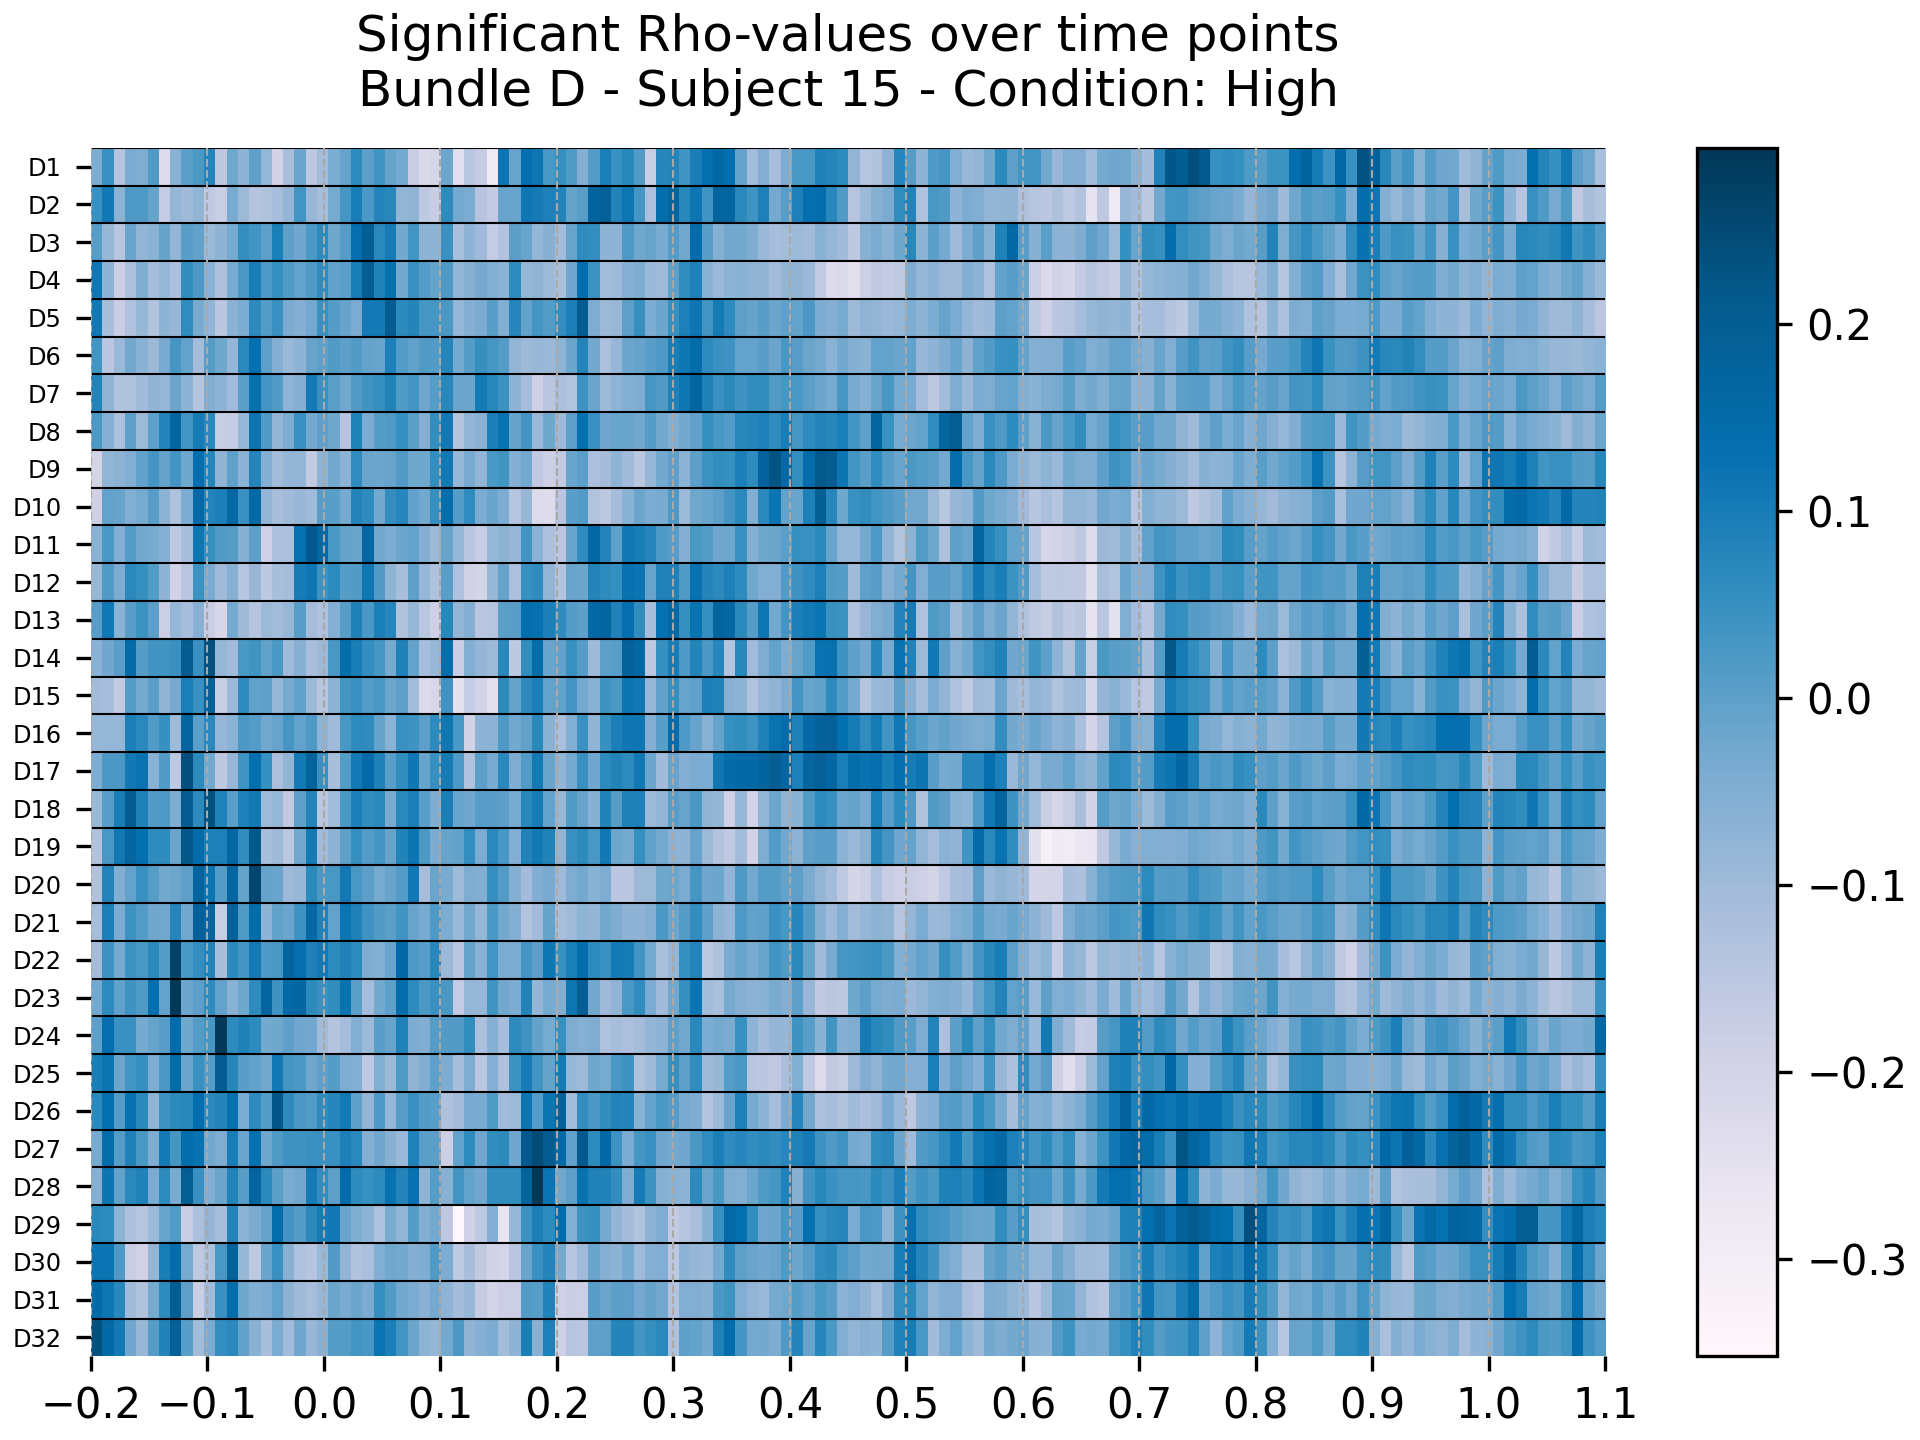 Significant Rho-values over time points
Bundle D - Subject 15 - Condition: High
D1
D2
D3
D4
D5
D6
D7
D8
D9
D10
D11
D12
D13
D14
D15
D16
D17
D18
D19
D20
D21
D22
D23
D24
D25
D26
D27
D28
D29
D30
D31
D32
−0.2 −0.1 0.0 0.1 0.2 0.3 0.4 0.5 0.6 0.7 0.8 0.9 1.0 1.1
0.2
0.1
0.0
−0.1
−0.2
−0.3